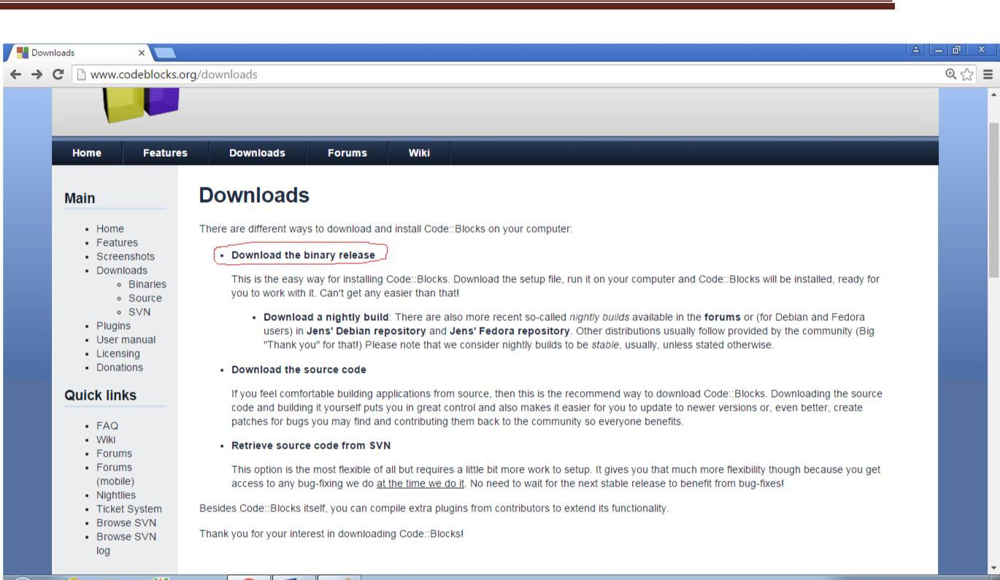 Downloads
www.codeblocks.org/downloads
Home Features Downloads Forums Wiki
Main
Home
Features
Screenshots
Downloads
Binaries
Source
SVN
Plugins
User manual
Licensing
Donations
Quick links
FAQ
Wiki
Forums
Forums
(mobile)
Nightlies
Ticket System
Browse SVN
Browse SVN
log
Downloads
There are different ways to download and install Code::Blocks on your computer:
Download the binary release
This is the easy way for installing Code::Blocks. Download the setup file, run it on your computer and Code::Blocks will be installed, ready for
you to work with it. Can't get any easier than that!
Download a nightly build: There are also more recent so-called nightly builds available in the forums or (for Debian and Fedora
users) in Jens' Debian repository and Jens' Fedora repository. Other distributions usually follow provided by the community (Big
"Thank you" for that!) Please note that we consider nightly builds to be stable, usually, unless stated otherwise.
Download the source code
If you feel comfortable building applications from source, then this is the recommend way to download Code::Blocks. Downloading the source
code and building it yourself puts you in great control and also makes it easier for you to update to newer versions or, even better, create
patches for bugs you may find and contributing them back to the community so everyone benefits.
Retrieve source code from SVN
This option is the most flexible of all but requires a little bit more work to setup. It gives you that much more flexibility though because you get
access to any bug-fixing we do at the time we do it. No need to wait for the next stable release to benefit from bug-fixes!
Besides Code::Blocks itself, you can compile extra plugins from contributors to extend its functionality.
Thank you for your interest in downloading Code::Blocks!